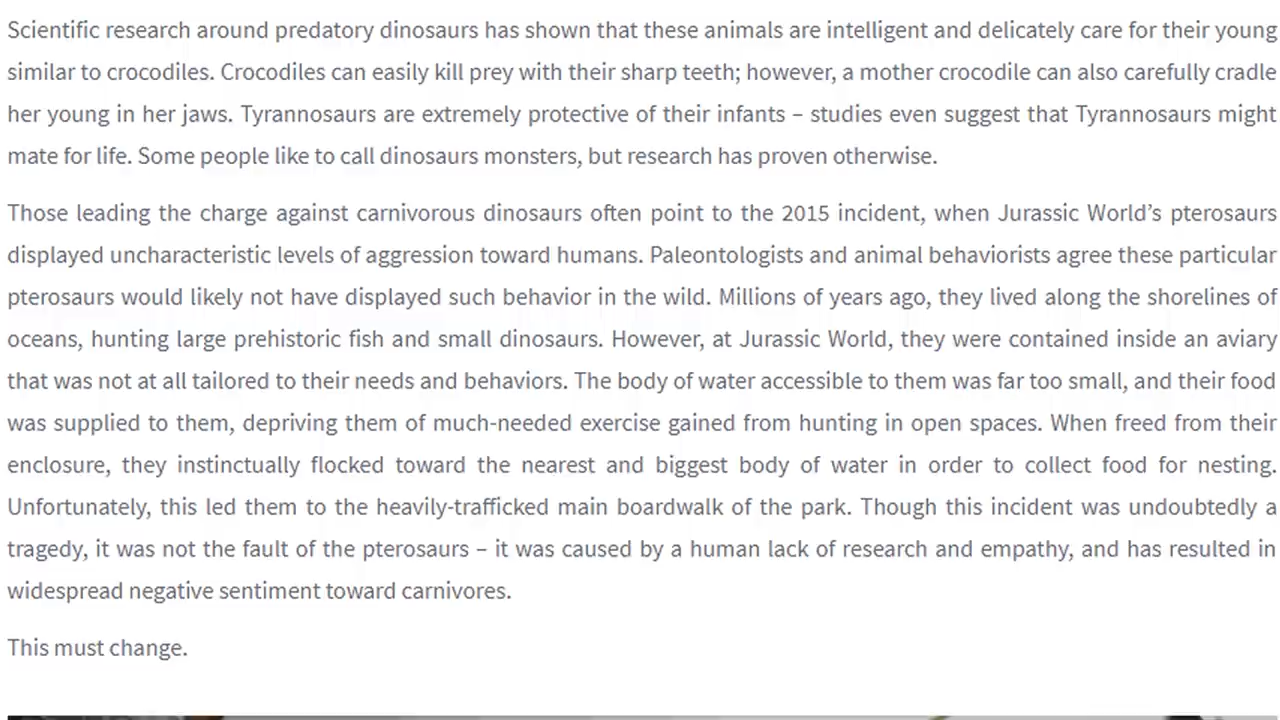 Scientific research around predatory dinosaurs has shown that these animals are intelligent and delicately care for their young
similar to crocodiles. Crocodiles can easily kill prey with their sharp teeth; however, a mother crocodile can also carefully cradle
her young in her jaws. Tyrannosaurs are extremely protective of their infants – studies even suggest that Tyrannosaurs might
mate for life. Some people like to call dinosaurs monsters, but research has proven otherwise.
Those leading the charge against carnivorous dinosaurs often point to the 2015 incident, when Jurassic World’s pterosaurs
displayed uncharacteristic levels of aggression toward humans. Paleontologists and animal behaviorists agree these particular
pterosaurs would likely not have displayed such behavior in the wild. Millions of years ago, they lived along the shorelines of
oceans, hunting large prehistoric fish and small dinosaurs. However, at Jurassic World, they were contained inside an aviary
that was not at all tailored to their needs and behaviors. The body of water accessible to them was far too small, and their food
was supplied to them, depriving them of much-needed exercise gained from hunting in open spaces. When freed from their
enclosure, they instinctually flocked toward the nearest and biggest body of water in order to collect food for nesting.
Unfortunately, this led them to the heavily-trafficked main boardwalk of the park. Though this incident was undoubtedly a
tragedy, it was not the fault of the pterosaurs – it was caused by a human lack of research and empathy, and has resulted in
widespread negative sentiment toward carnivores.
This must change.